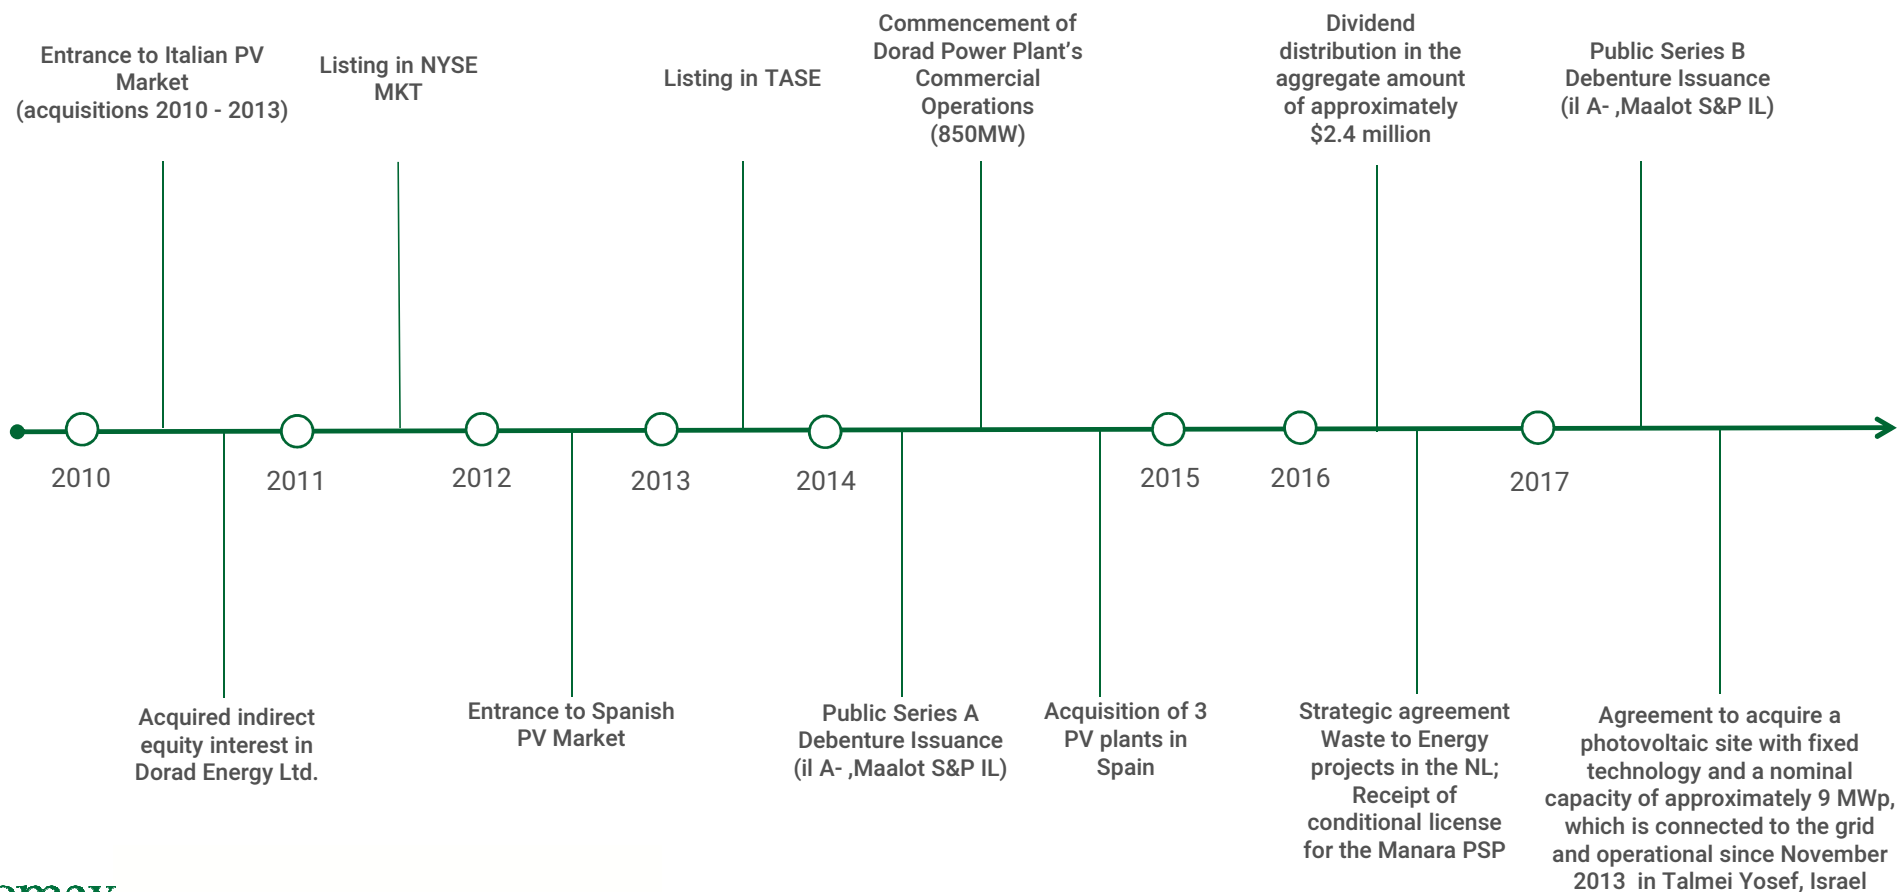 Entrance to Italian PV
Market
(acquisitions 2010 - 2013)
Listing in NYSE
MKT
Listing in TASE
Commencement of
Dorad Power Plant's
Commercial
Operations
(850MW)
Dividend
distribution in the
aggregate amount
of approximately
$2.4 million
Public Series B
Debenture Issuance
(il A- ,Maalot S&P IL)
2010
2011
2012
2013
2014
2015
2016
2017
Acquired indirect
equity interest in
Dorad Energy Ltd.
Entrance to Spanish
PV Market
Public Series A
Debenture Issuance
(il A- ,Maalot S&P IL)
Acquisition of 3
PV plants in
Spain
Strategic agreement
Waste to Energy
projects in the NL;
Receipt of
conditional license
for the Manara PSP
Agreement to acquire a
photovoltaic site with fixed
technology and a nominal
capacity of approximately 9 MWp,
which is connected to the grid
and operational since November
2013 in Talmei Yosef, Israel